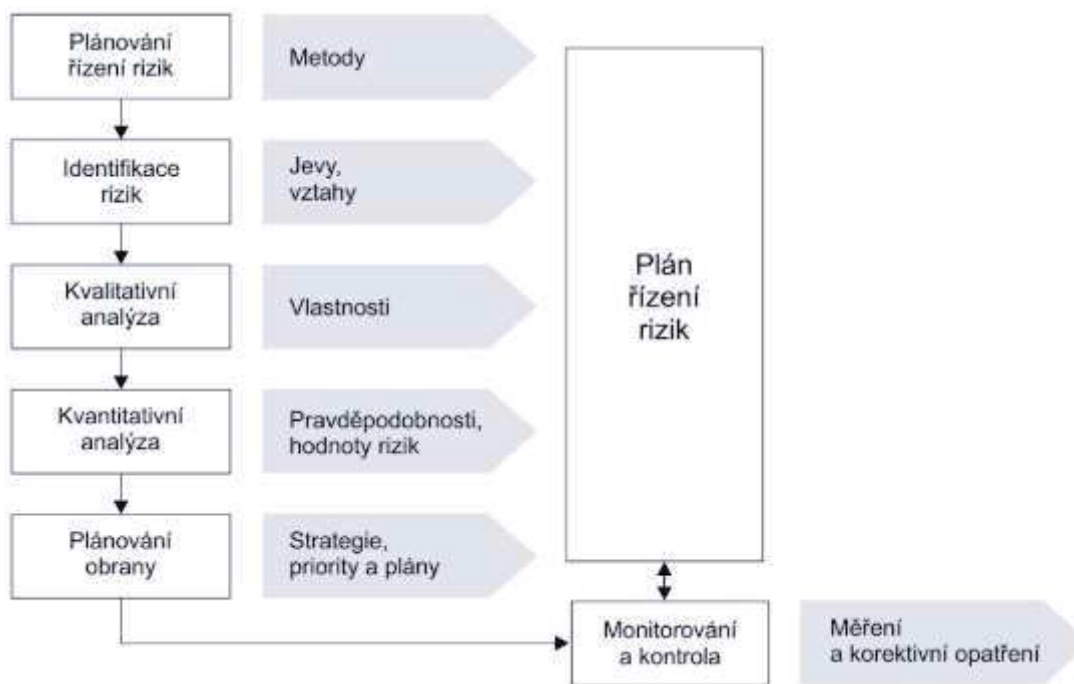 Plánování
řízení rizik
Metody
Identifikace
rizik
Jevy,
vztahy
Kvalitativní
analýza
Vlastnosti
Kvantitativní
analýza
Pravděpodobnosti,
hodnoty rizik
Plánování
obrany
Strategie,
priority a plány
Plán
řízení
rizik
Monitorování
a kontrola
Měření
a korektivní opatření